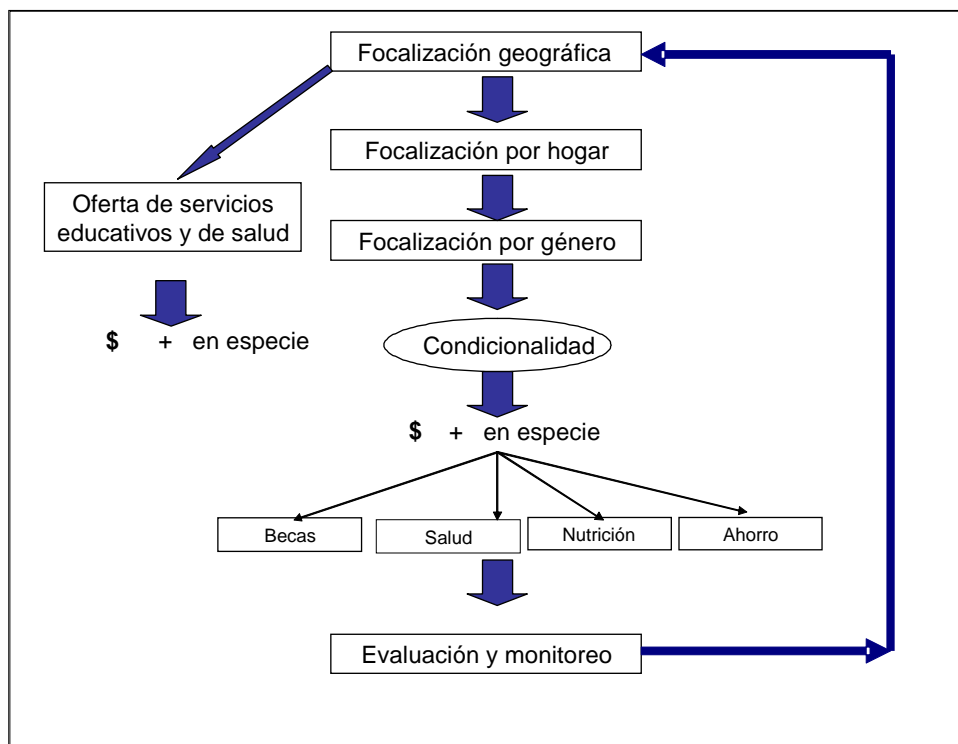 Focalización geográfica
Focalización por hogar
Oferta de servicios
educativos y de salud
Focalización por género
$ + en especie
Condicionalidad
$ + en especie
Becas
Salud
Nutrición
Ahorro
Evaluación y monitoreo